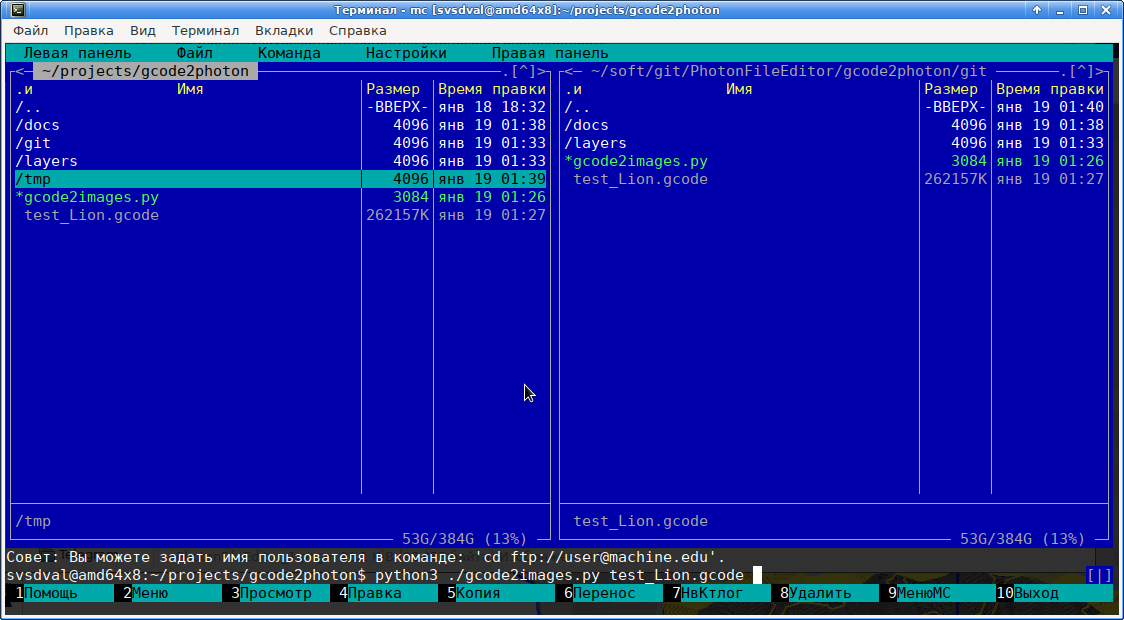 Терминал - mc [svsdval@amd64x8]:~/projects/gcode2photon
Файл Правка Вид Терминал Вкладки Справка
Левая панель Файл Команда Настройки Правая панель
<─ ~/projects/gcode2photon .[^]> <─ ~/soft/git/PhotonFileEditor/gcode2photon/git .[^]>
.и Имя Размер Время правки .и Имя Размер Время правки
/.. -ВВЕРХ- янв 18 18:32 /.. -ВВЕРХ- янв 19 01:40
/docs 4096 янв 19 01:38 /docs 4096 янв 19 01:38
/git 4096 янв 19 01:33 /layers 4096 янв 19 01:33
/layers 4096 янв 19 01:33 *gcode2images.py 3084 янв 19 01:26
/tmp 4096 янв 19 01:39 test_Lion.gcode 262157K янв 19 01:27
*gcode2images.py 3084 янв 19 01:26
test_Lion.gcode 262157K янв 19 01:27
/tmp test_Lion.gcode
53G/384G (13%) 53G/384G (13%)
Совет: Вы можете задать имя пользователя в команде: 'cd ftp://user@machine.edu'.
svsdval@amd64x8:~/projects/gcode2photon$ python3 ./gcode2images.py test_Lion.gcode [|]
1Помощь 2Меню 3Просмотр 4Правка 5Копия 6Перенос 7НвКтлог 8Удалить 9МенюMC 10Выход